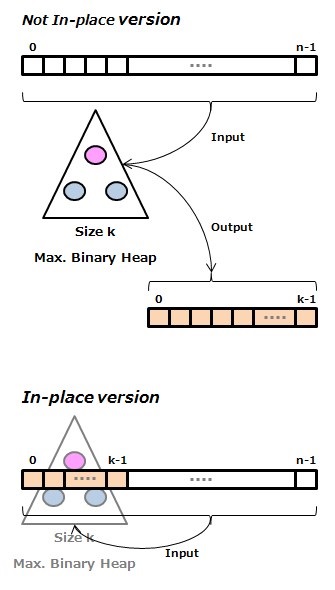 Not In-place version
0 n-1
....
Input
Size k
Output
Max. Binary Heap
0 k-1
....
In-place version
0 k-1 n-1
.... ....
Size k
Input
Max. Binary Heap